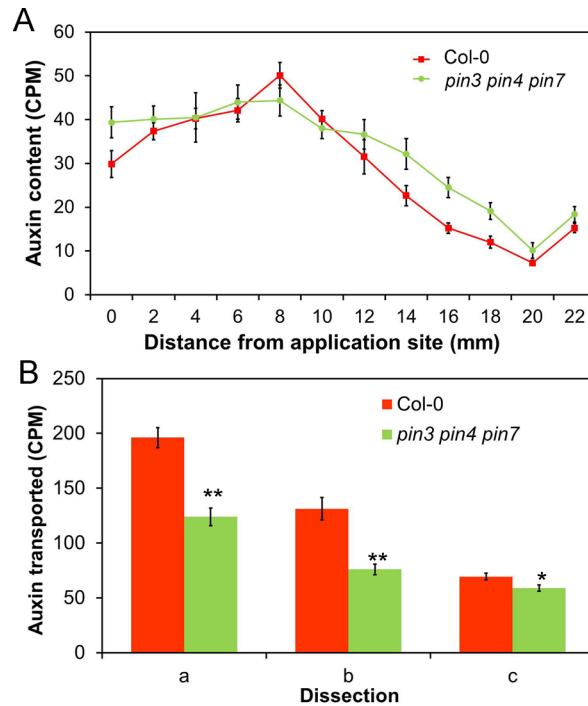 A
Auxin content (CPM)
60
50
40
30
20
10
0
Col-0
pin3 pin4 pin7
0 2 4 6 8 10 12 14 16 18 20 22
Distance from application site (mm)
B
Auxin transported (CPM)
250
200
150
100
50
0
Col-0
pin3 pin4 pin7
**
**
*
a b c
Dissection